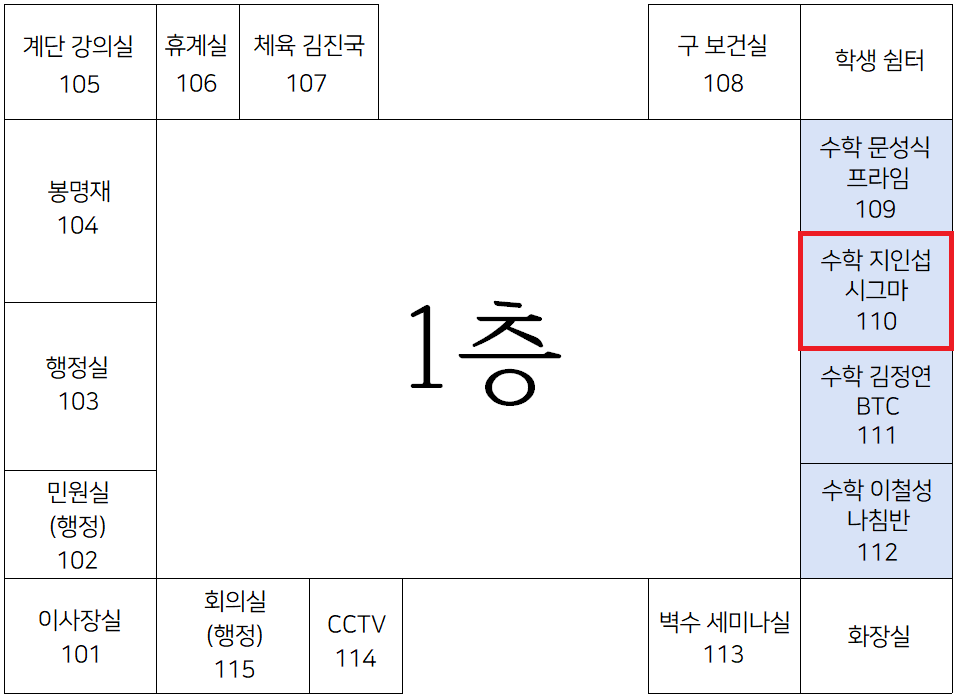 계단 강의실
105
휴계실
106
체육 김진국
107
구 보건실
108
학생 쉼터
봉명재
104
수학 문성식
프라임
109
수학 지인섭
시그마
110
1층
행정실
103
수학 김정연
BTC
111
민원실
(행정)
102
수학 이철성
나침반
112
이사장실
101
회의실
(행정)
115
CCTV
114
벽수 세미나실
113
화장실